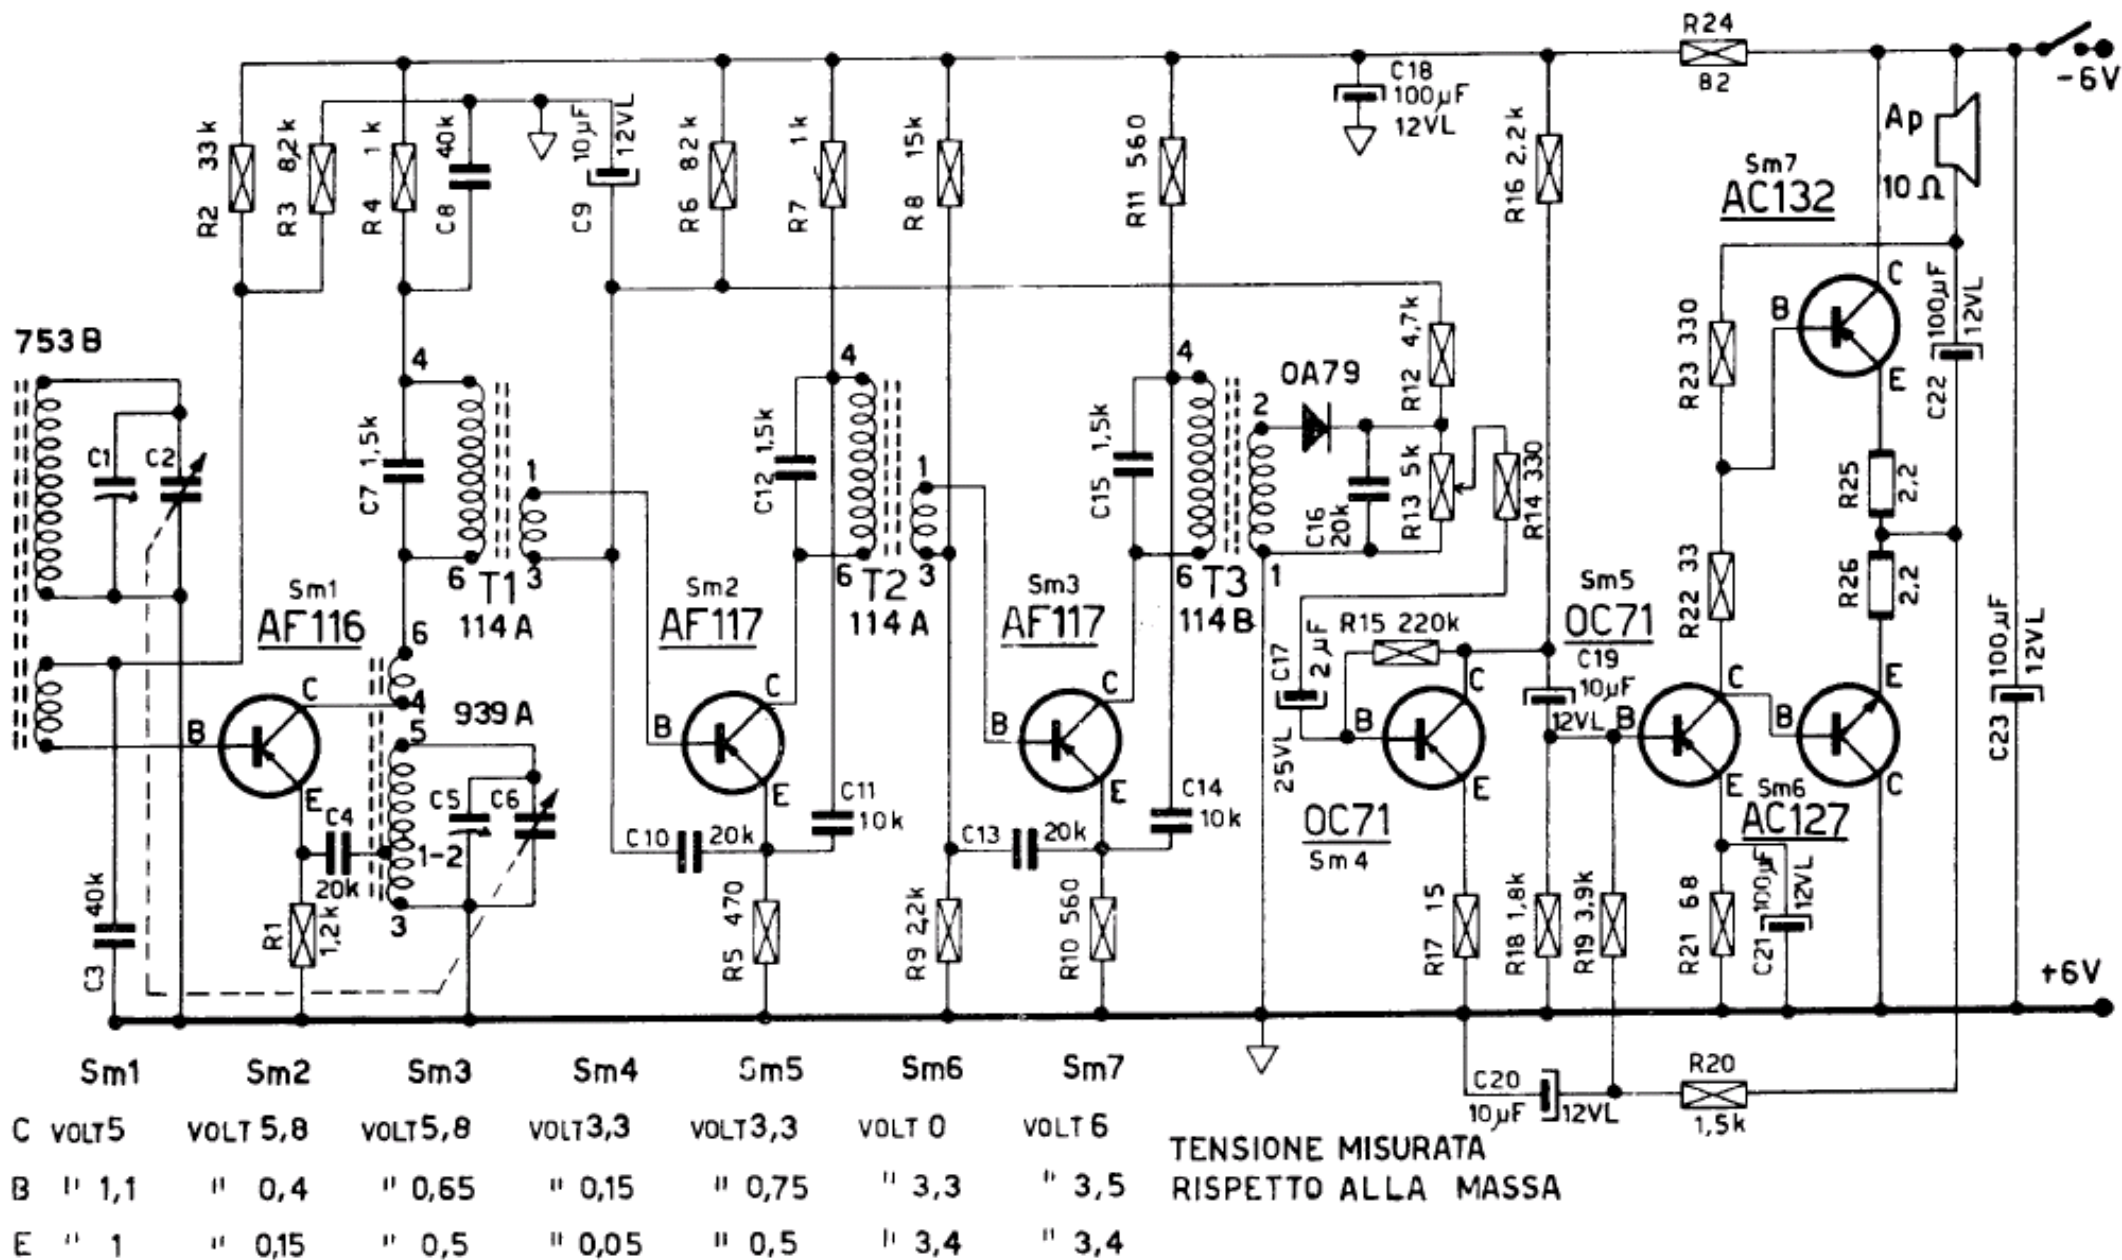 R24
82
-6V
C18
100µF
12VL
R2 33k
R3 8,2k
R4 1k
C8 40k
C9 10µF 12VL
R6 82k
R7 1k
R8 15k
R11 560
R16 2,2k
Ap
10 Ω
Sm7
AC132
B
C
E
R23 330
C22 100µF 12VL
753 B
C1
C2
C7 1,5k
4
6
1
3
T1
114 A
C12 1,5k
4
6
1
3
T2
114 A
C15 1,5k
4
6
2
1
T3
114 B
OA79
R12 4,7k
C16 20k
R13 5k
R14 330
R25 2,2
R26 2,2
R22 33
Sm1
AF116
B
C
E
6
4
5
1-2
3
939 A
C4
20k
C5
C6
R1 1,2k
C3 40k
Sm2
AF117
B
C
E
C10
20k
C11
10k
R5 470
Sm3
AF117
B
C
E
C13
20k
C14
10k
R9 2,2k
R10 560
C17 2µF
25VL
R15 220k
B
C
E
OC71
Sm4
Sm5
OC71
C19
10µF
12VL
B
C
E
B
E
C
Sm6
AC127
R17 15
R18 1,8k
R19 3,9k
R21 68
C21 100µF 12VL
C23 100µF 12VL
+6V
C20
10µF
12VL
R20
1,5k
Sm1 Sm2 Sm3 Sm4 Sm5 Sm6 Sm7
C VOLT 5 VOLT 5,8 VOLT 5,8 VOLT 3,3 VOLT 3,3 VOLT 0 VOLT 6
B " 1,1 " 0,4 " 0,65 " 0,15 " 0,75 " 3,3 " 3,5
E " 1 " 0,15 " 0,5 " 0,05 " 0,5 " 3,4 " 3,4
TENSIONE MISURATA
RISPETTO ALLA MASSA